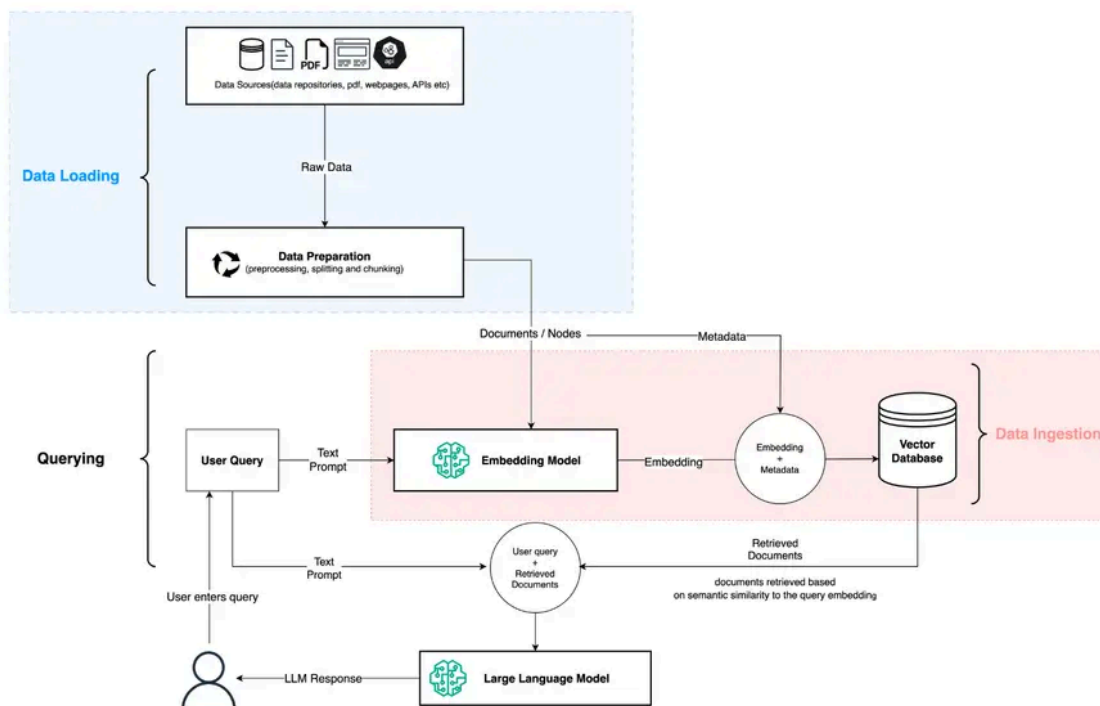 PDF
api
Data Sources(data repositories, pdf, webpages, APIs etc)
Raw Data
Data Loading
Data Preparation
(preprocessing, splitting and chunking)
Documents / Nodes
Metadata
Querying
User Query
Text
Prompt
Embedding Model
Embedding
Embedding
+
Metadata
Vector
Database
Data Ingestion
Text
Prompt
User query
+
Retrieved
Documents
Retrieved
Documents
documents retrieved based
on semantic similarity to the query embedding
User enters query
LLM Response
Large Language Model